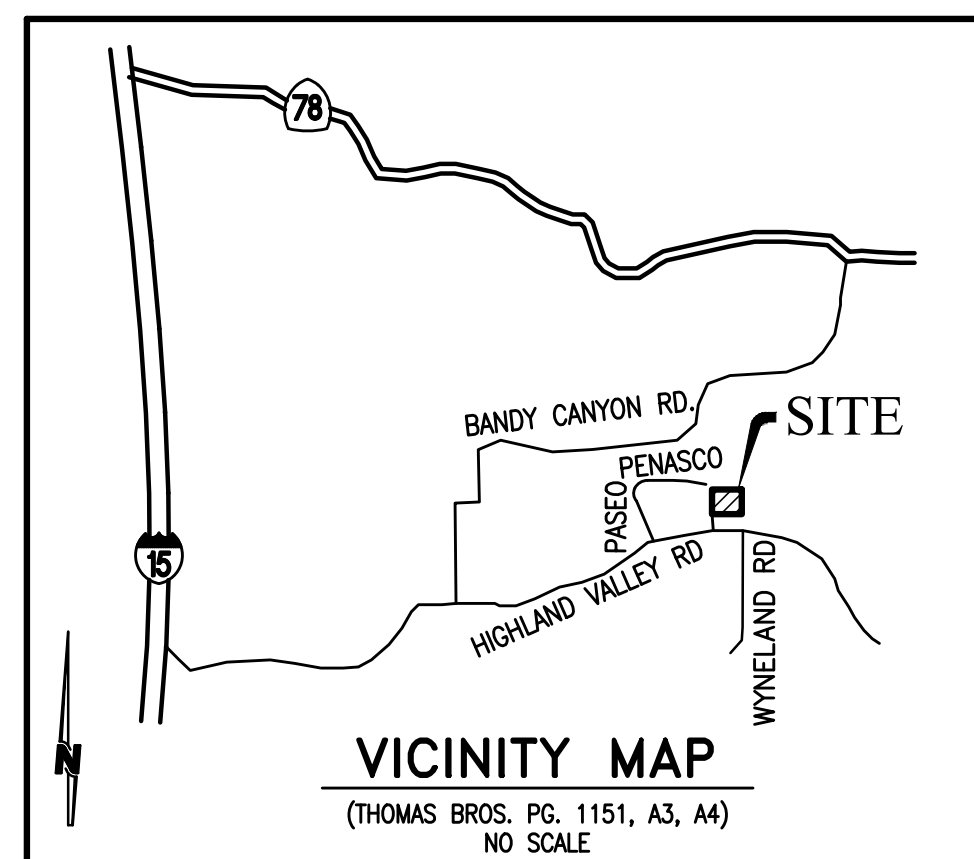 78
BANDY CANYON RD.
SITE
PENASCO
PASEO
15
HIGHLAND VALLEY RD
WYNELAND RD
N
VICINITY MAP
(THOMAS BROS. PG. 1151, A3, A4)
NO SCALE